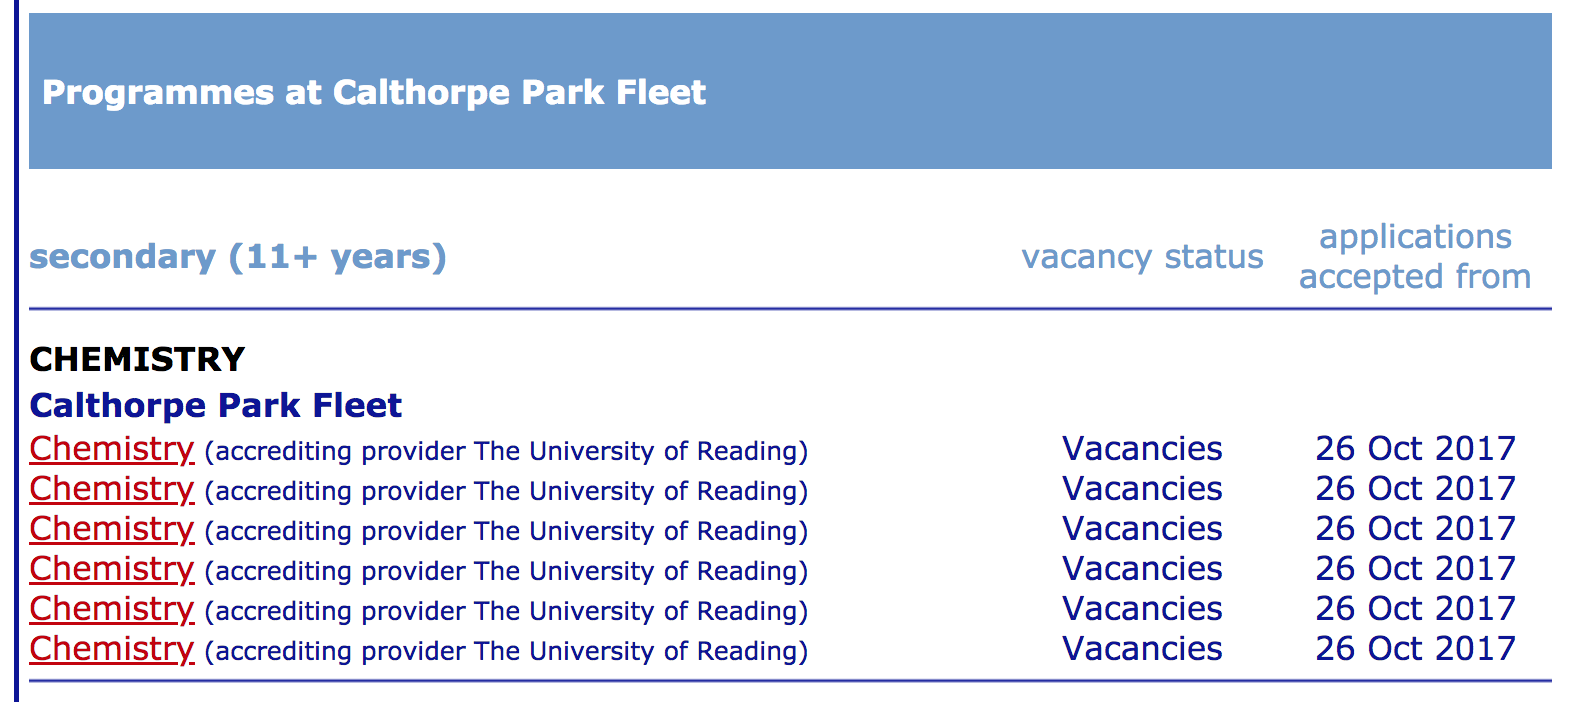 Programmes at Calthorpe Park Fleet
secondary (11+ years) vacancy status applications accepted from
CHEMISTRY
Calthorpe Park Fleet
Chemistry (accrediting provider The University of Reading) Vacancies 26 Oct 2017
Chemistry (accrediting provider The University of Reading) Vacancies 26 Oct 2017
Chemistry (accrediting provider The University of Reading) Vacancies 26 Oct 2017
Chemistry (accrediting provider The University of Reading) Vacancies 26 Oct 2017
Chemistry (accrediting provider The University of Reading) Vacancies 26 Oct 2017
Chemistry (accrediting provider The University of Reading) Vacancies 26 Oct 2017